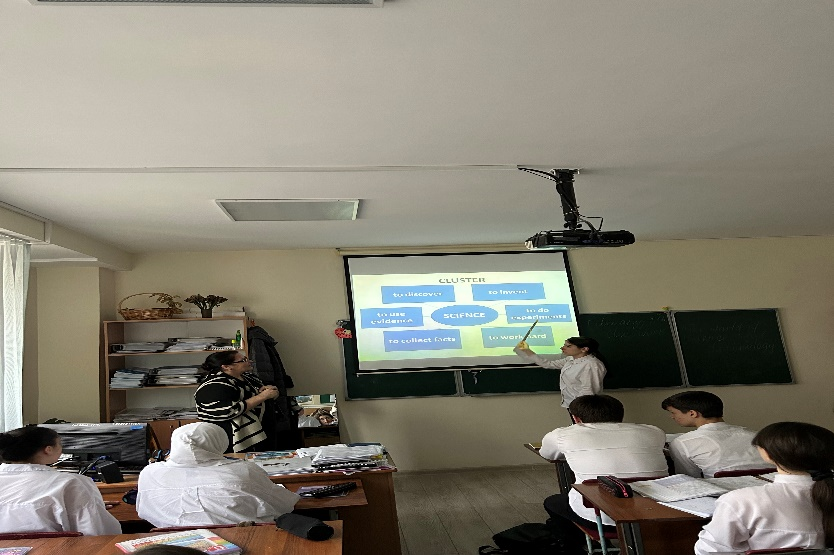 CLUSTER
to discover
to invent
to use
evidence
SCIENCE
to do
experiments
to collect facts
to work hard